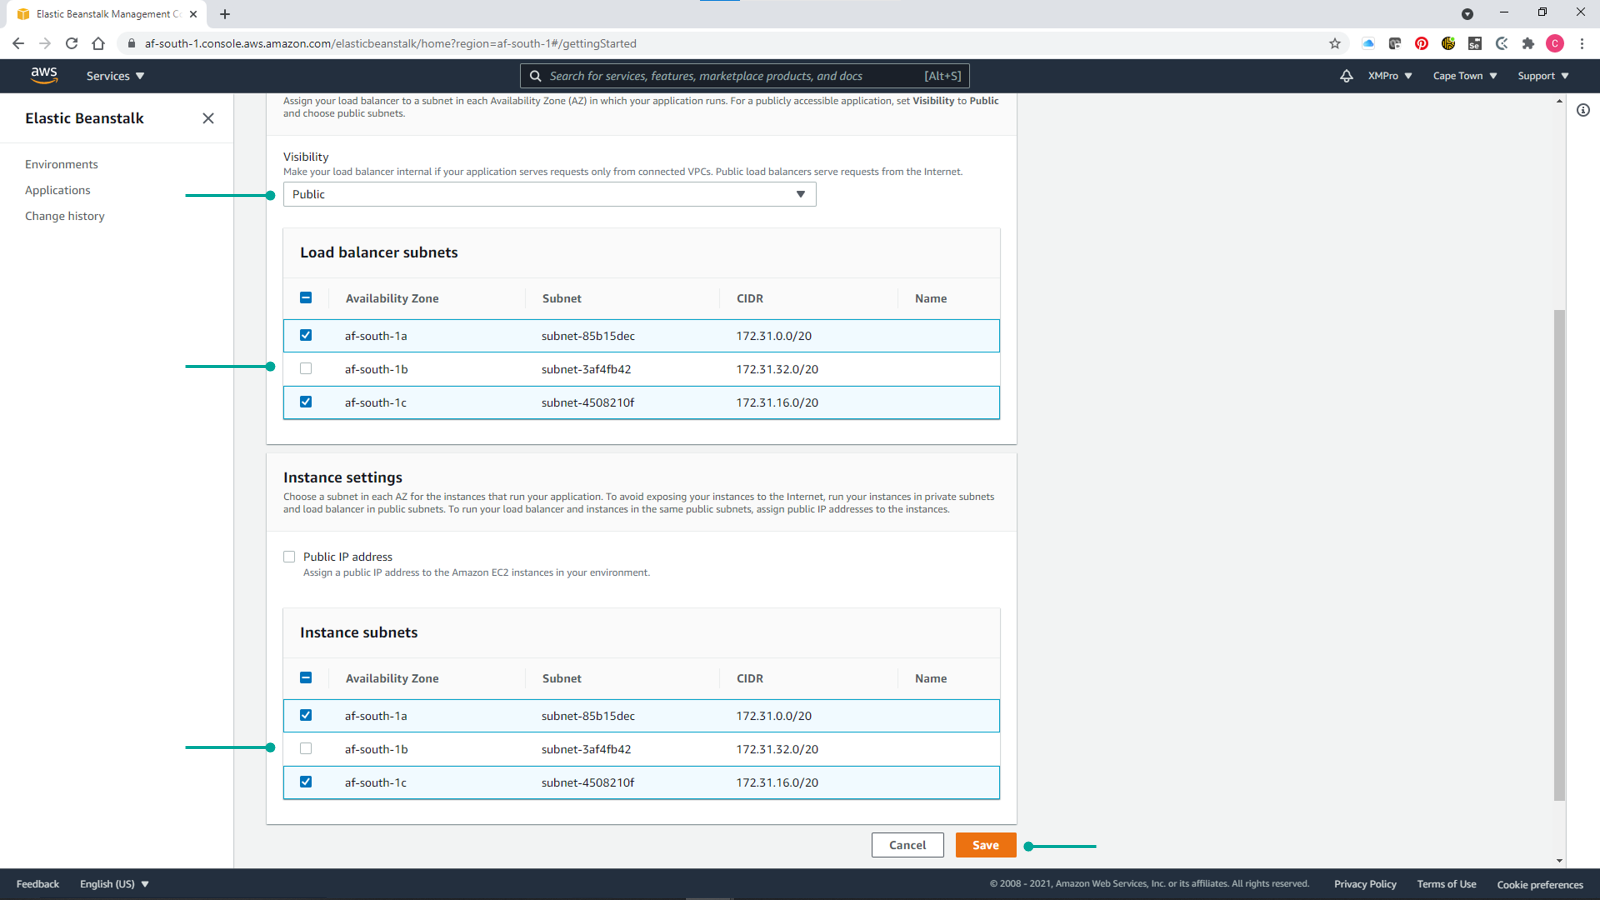 Elastic Beanstalk Management C
af-south-1.console.aws.amazon.com/elasticbeanstalk/home?region=af-south-1#/gettingStarted
Se
C
aws
Services
Search for services, features, marketplace products, and docs
[Alt+S]
XMPro
Cape Town
Support
Elastic Beanstalk
Environments
Applications
Change history
Assign your load balancer to a subnet in each Availability Zone (AZ) in which your application runs. For a publicly accessible application, set Visibility to Public
and choose public subnets.
Visibility
Make your load balancer internal if your application serves requests only from connected VPCs. Public load balancers serve requests from the Internet.
Public
Load balancer subnets
Availability Zone Subnet CIDR Name
af-south-1a subnet-85b15dec 172.31.0.0/20
af-south-1b subnet-3af4fb42 172.31.32.0/20
af-south-1c subnet-4508210f 172.31.16.0/20
Instance settings
Choose a subnet in each AZ for the instances that run your application. To avoid exposing your instances to the Internet, run your instances in private subnets
and load balancer in public subnets. To run your load balancer and instances in the same public subnets, assign public IP addresses to the instances.
Public IP address
Assign a public IP address to the Amazon EC2 instances in your environment.
Instance subnets
Availability Zone Subnet CIDR Name
af-south-1a subnet-85b15dec 172.31.0.0/20
af-south-1b subnet-3af4fb42 172.31.32.0/20
af-south-1c subnet-4508210f 172.31.16.0/20
Cancel
Save
Feedback
English (US)
© 2008 - 2021, Amazon Web Services, Inc. or its affiliates. All rights reserved.
Privacy Policy
Terms of Use
Cookie preferences